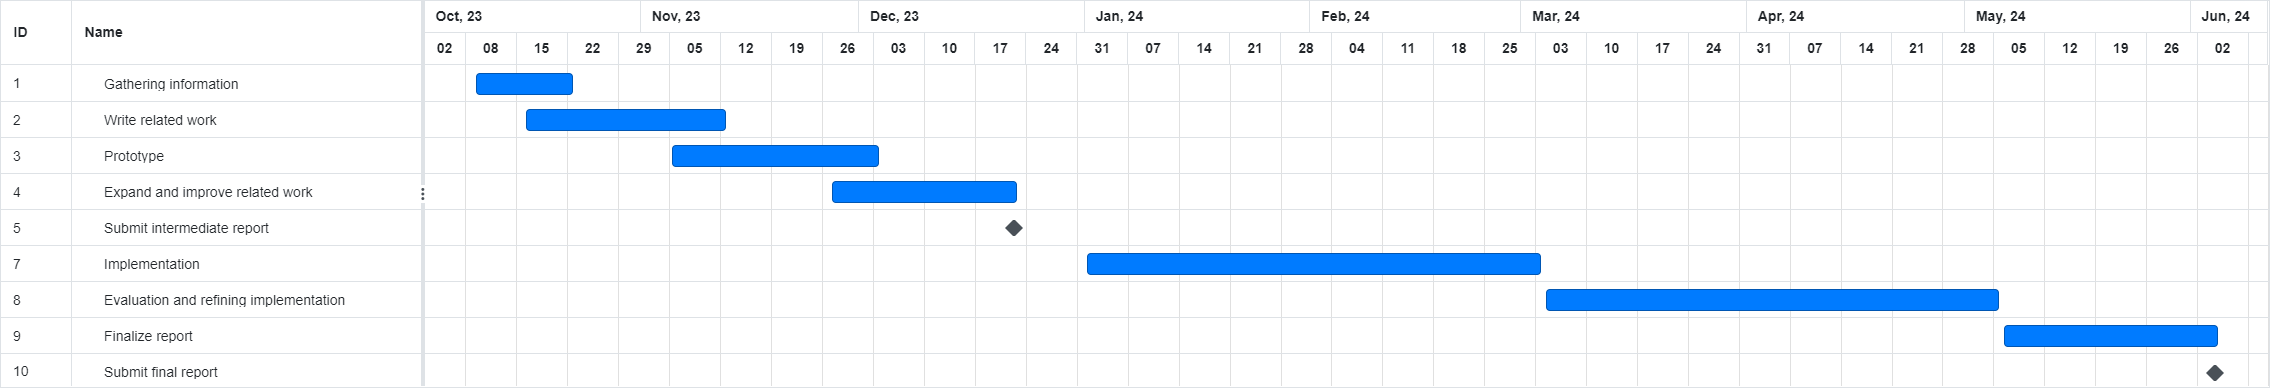 ID Name Oct, 23 Nov, 23 Dec, 23 Jan, 24 Feb, 24 Mar, 24 Apr, 24 May, 24 Jun, 24
02 08 15 22 29 05 12 19 26 03 10 17 24 31 07 14 21 28 04 11 18 25 03 10 17 24 31 07 14 21 28 05 12 19 26 02
1 Gathering information
2 Write related work
3 Prototype
4 Expand and improve related work
5 Submit intermediate report
7 Implementation
8 Evaluation and refining implementation
9 Finalize report
10 Submit final report